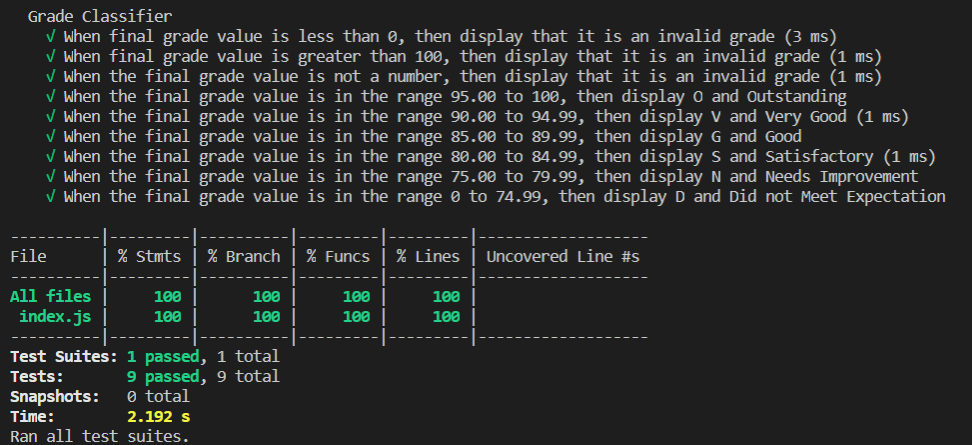 Grade Classifier
√ When final grade value is less than 0, then display that it is an invalid grade (3 ms)
√ When final grade value is greater than 100, then display that it is an invalid grade (1 ms)
√ When the final grade value is not a number, then display that it is an invalid grade (1 ms)
√ When the final grade value is in the range 95.00 to 100, then display O and Outstanding
√ When the final grade value is in the range 90.00 to 94.99, then display V and Very Good (1 ms)
√ When the final grade value is in the range 85.00 to 89.99, then display G and Good
√ When the final grade value is in the range 80.00 to 84.99, then display S and Satisfactory (1 ms)
√ When the final grade value is in the range 75.00 to 79.99, then display N and Needs Improvement
√ When the final grade value is in the range 0 to 74.99, then display D and Did not Meet Expectation
----------|---------|----------|---------|---------|-------------------
File      | % Stmts | % Branch | % Funcs | % Lines | Uncovered Line #s
----------|---------|----------|---------|---------|-------------------
All files |     100 |      100 |     100 |     100 |
 index.js |     100 |      100 |     100 |     100 |
----------|---------|----------|---------|---------|-------------------
Test Suites: 1 passed, 1 total
Tests:       9 passed, 9 total
Snapshots:   0 total
Time:        2.192 s
Ran all test suites.